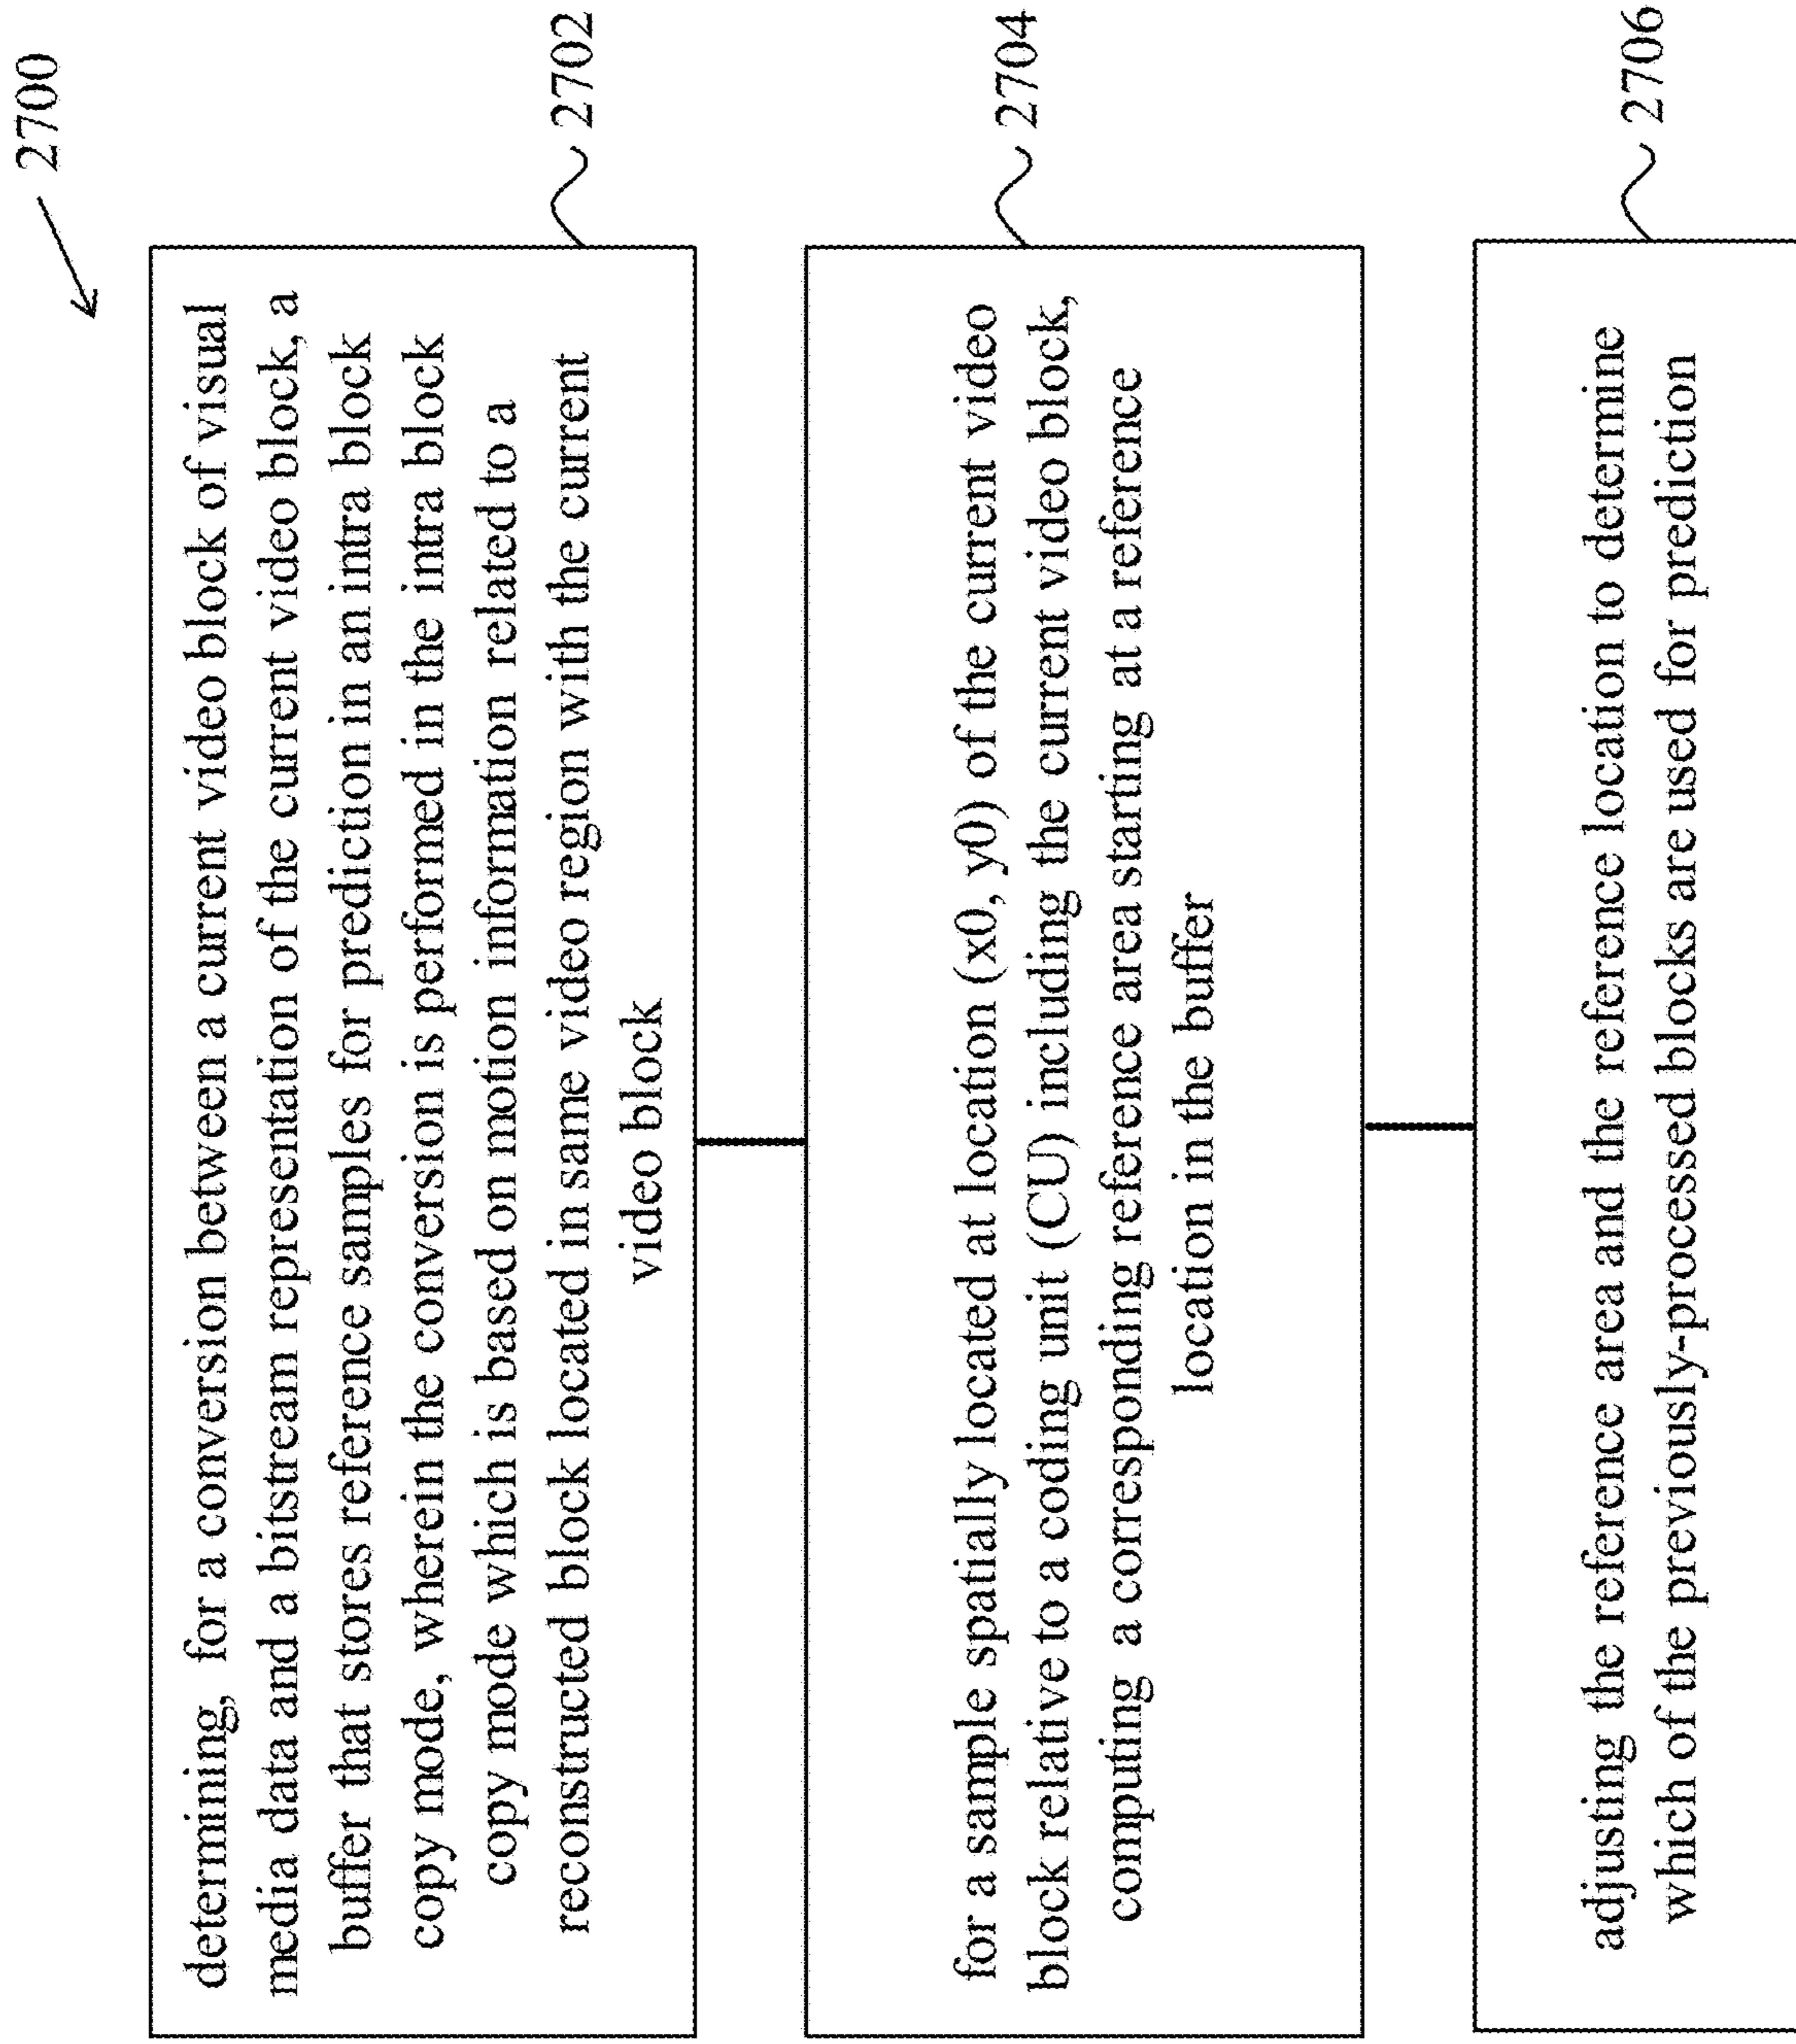 2700
determining, for a conversion between a current video block of visual
media data and a bitstream representation of the current video block, a
buffer that stores reference samples for prediction in an intra block
copy mode, wherein the conversion is performed in the intra block
copy mode which is based on motion information related to a
reconstructed block located in same video region with the current
video block
2702
for a sample spatially located at location (x0, y0) of the current video
block relative to a coding unit (CU) including the current video block,
computing a corresponding reference area starting at a reference
location in the buffer
2704
adjusting the reference area and the reference location to determine
which of the previously-processed blocks are used for prediction
2706